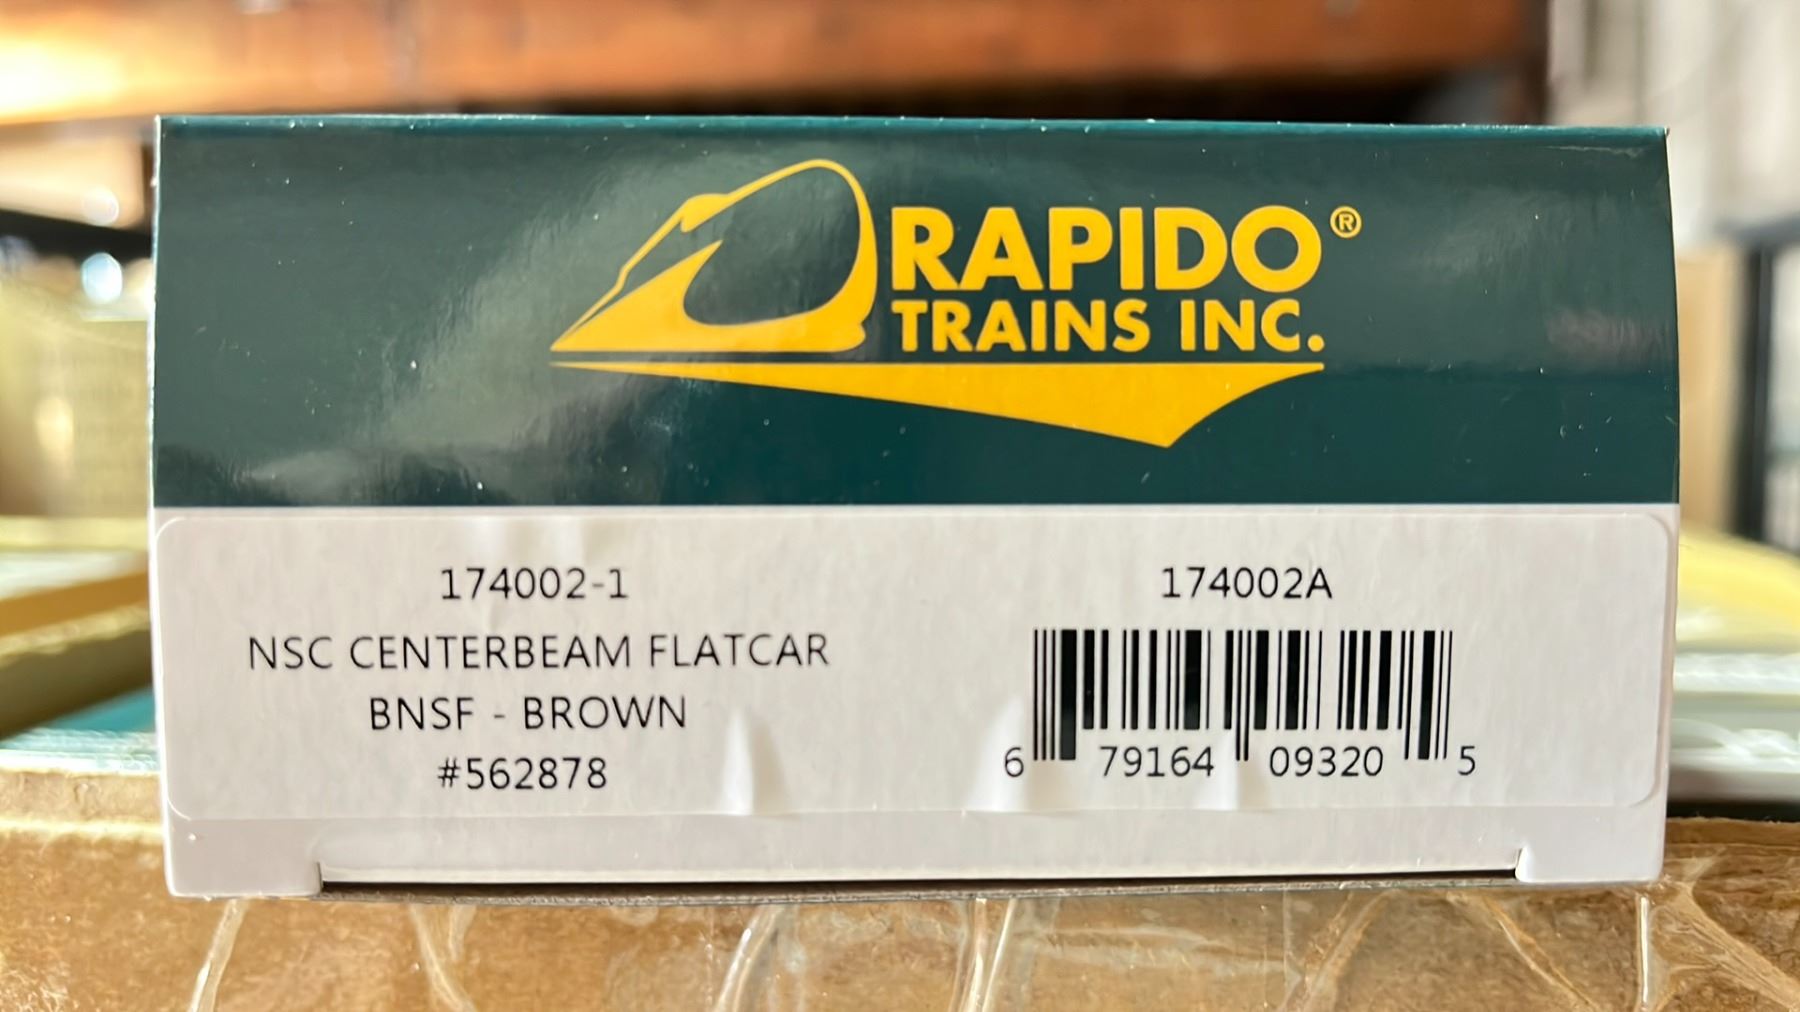 RAPIDO®
TRAINS INC.
174002-1
NSC CENTERBEAM FLATCAR
BNSF - BROWN
#562878
174002A
6 79164 09320 5